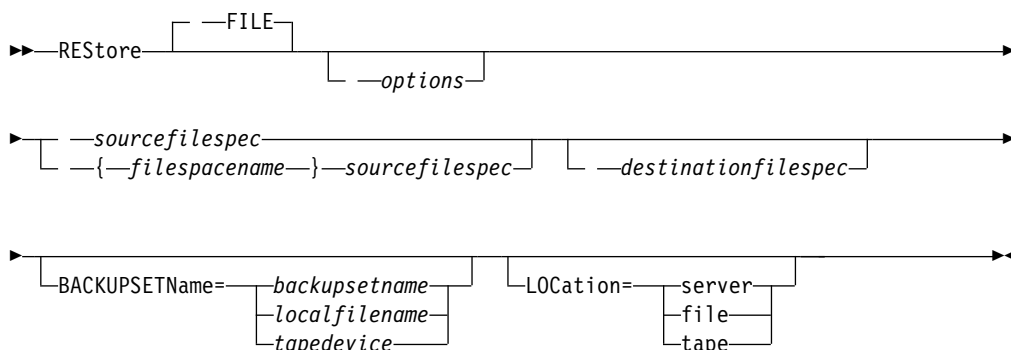 FILE
REStore
options
sourcefilespec
{ filespacename } sourcefilespec
destinationfilespec
BACKUPSETName= backupsetname
localfilename
tapedevice
LOCation= server
file
tape